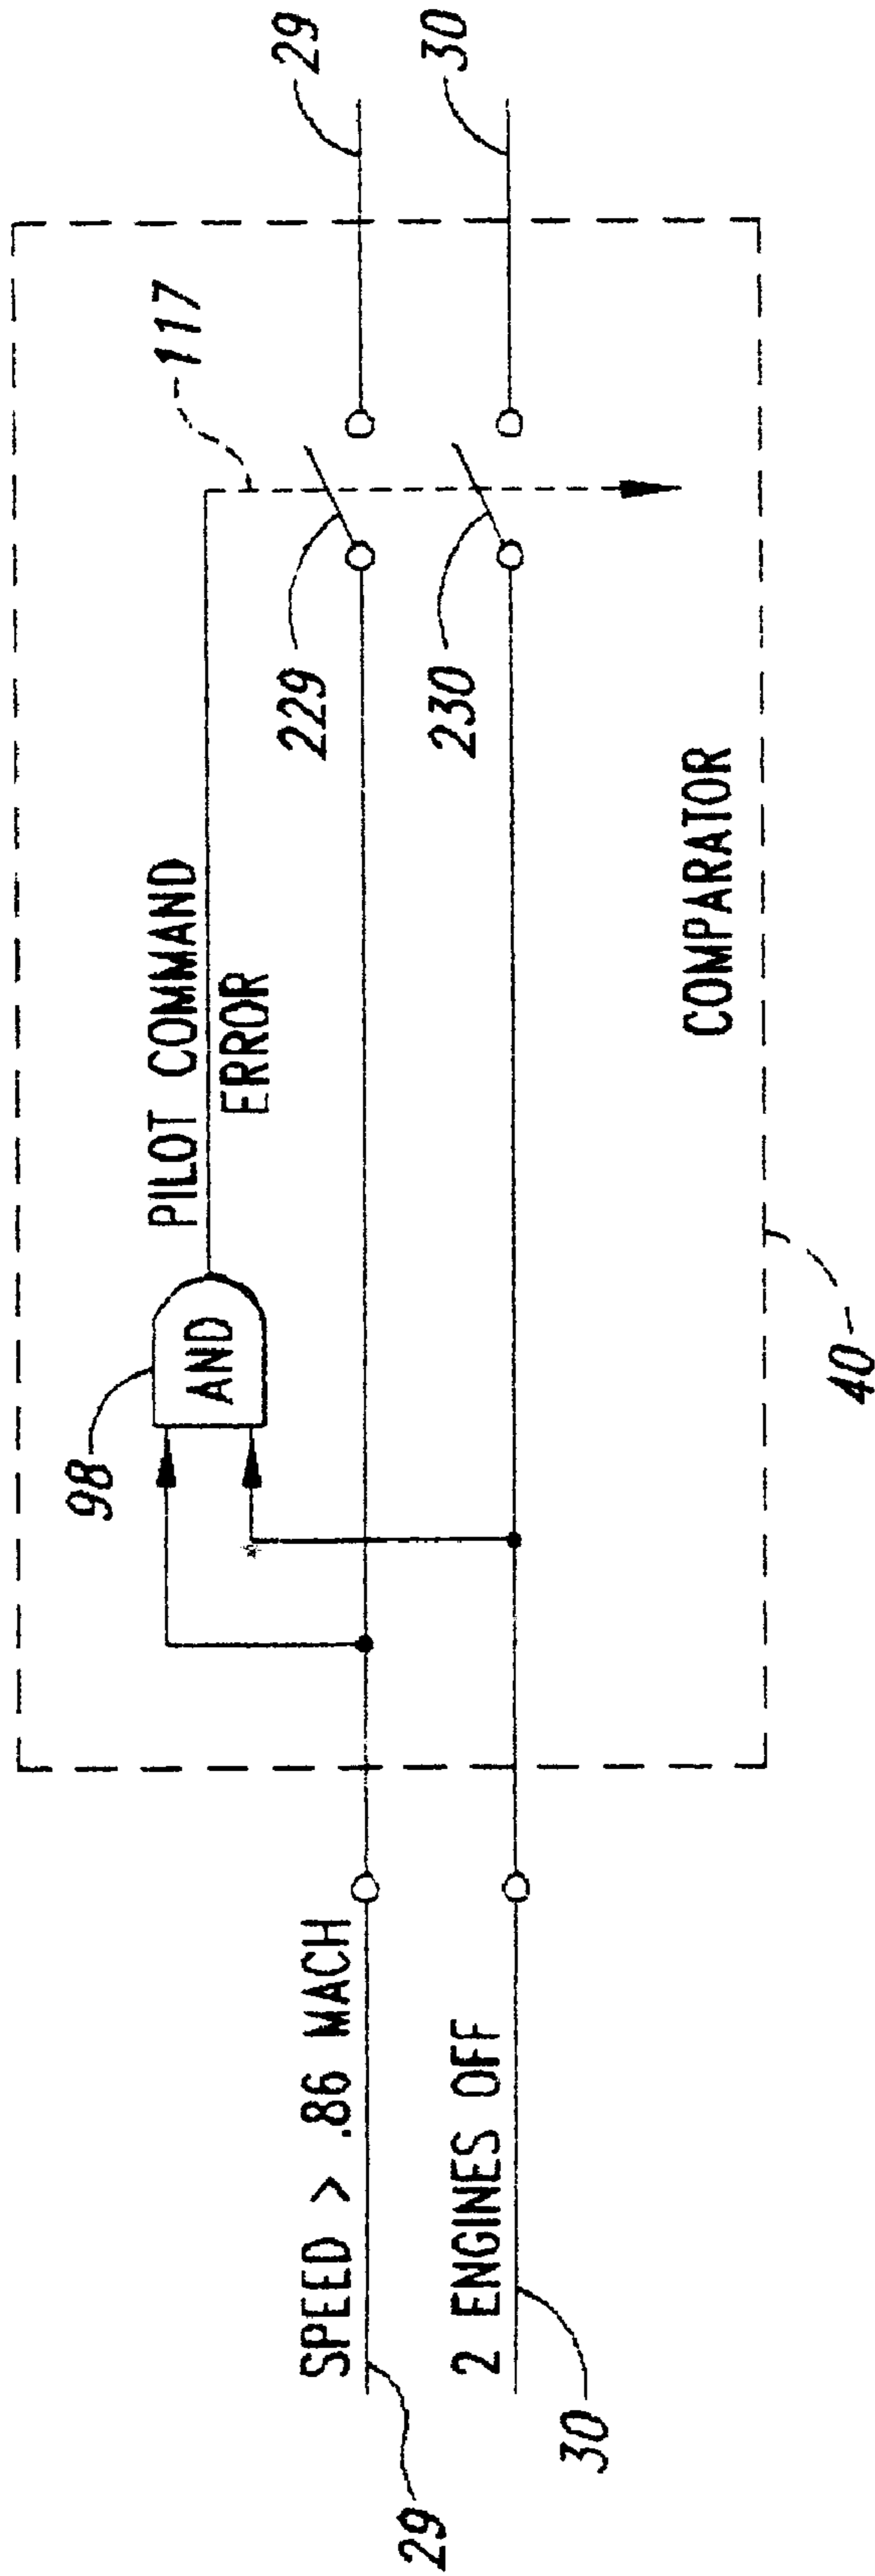 29
30
117
229
230
PILOT COMMAND
ERROR
98
AND
COMPARATOR
40
SPEED > .86 MACH
2 ENGINES OFF
29
30